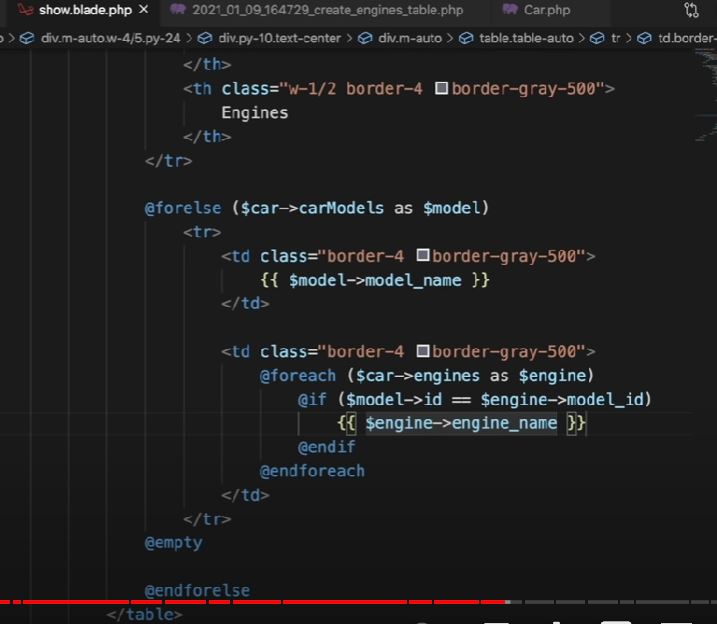 show.blade.php × 2021_01_09_164729_create_engines_table.php Car.php
> div.m-auto.w-4/5.py-24 > div.py-10.text-center > div.m-auto > table.table-auto > tr > td.border-
</th>
<th class="w-1/2 border-4 border-gray-500">
Engines
</th>
</tr>
@forelse ($car->carModels as $model)
<tr>
<td class="border-4 border-gray-500">
{{ $model->model_name }}
</td>
<td class="border-4 border-gray-500">
@foreach ($car->engines as $engine)
@if ($model->id == $engine->model_id)
{{ $engine->engine_name }}
@endif
@endforeach
</td>
</tr>
@empty
@endforelse
</table>